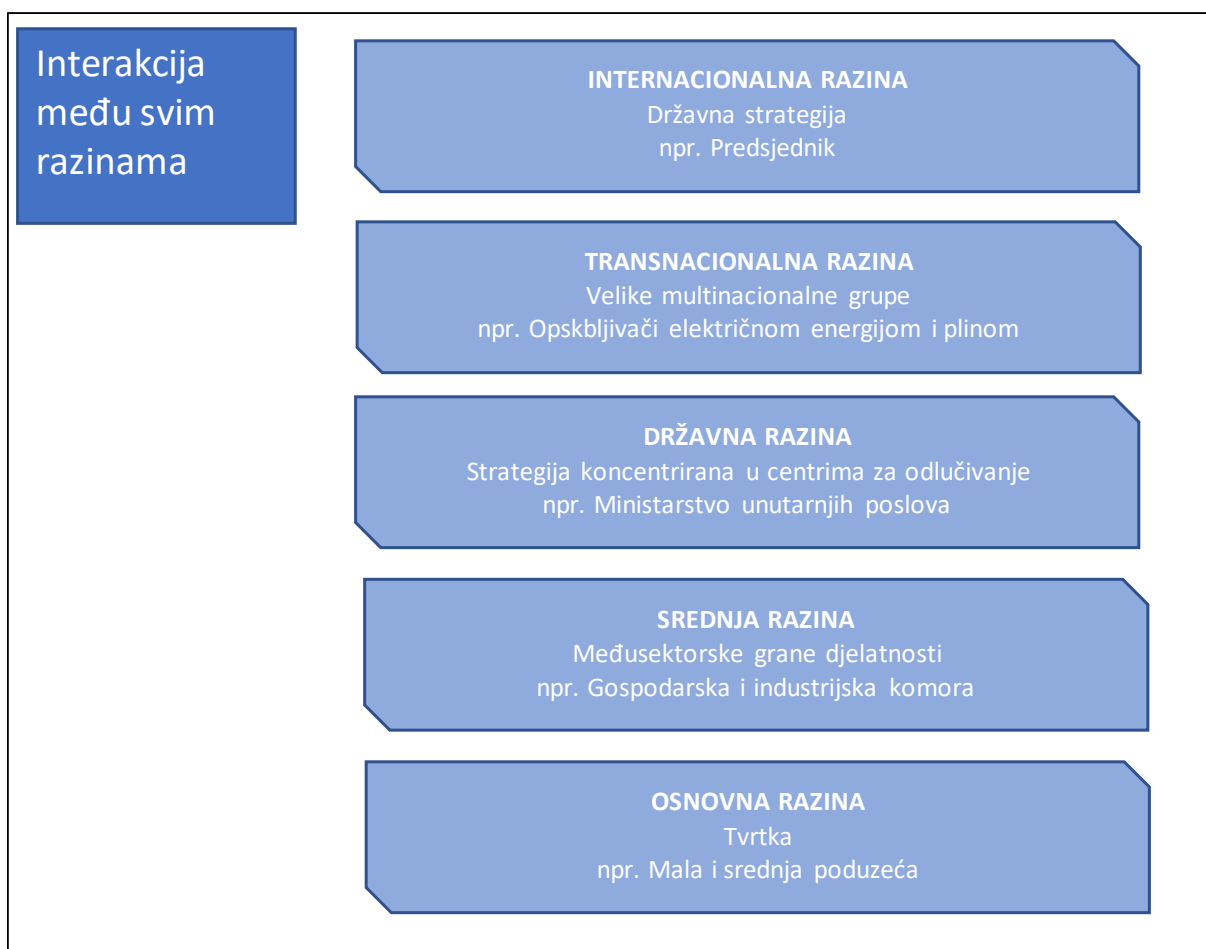 Interakcija
među svim
razinama
INTERNACIONALNA RAZINA
Državna strategija
npr. Predsjednik
TRANSNACIONALNA RAZINA
Velike multinacionalne grupe
npr. Opskbljivači električnom energijom i plinom
DRŽAVNA RAZINA
Strategija koncentrirana u centrima za odlučivanje
npr. Ministarstvo unutarnjih poslova
SREDNJA RAZINA
Međusektorske grane djelatnosti
npr. Gospodarska i industrijska komora
OSNOVNA RAZINA
Tvrtka
npr. Mala i srednja poduzeća